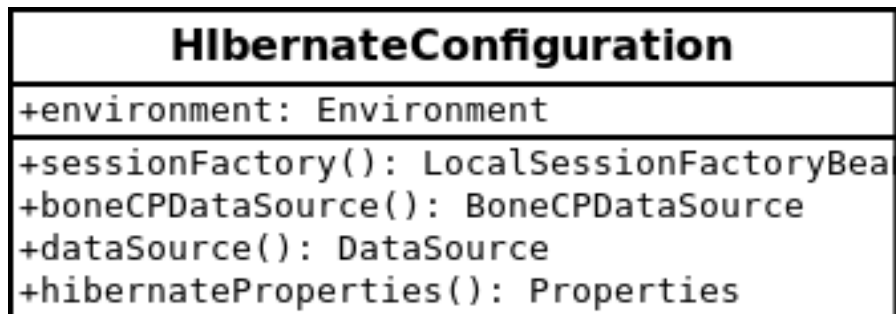 HIbernateConfiguration
+environment: Environment
+sessionFactory(): LocalSessionFactoryBea
+boneCPDataSource(): BoneCPDataSource
+dataSource(): DataSource
+hibernateProperties(): Properties